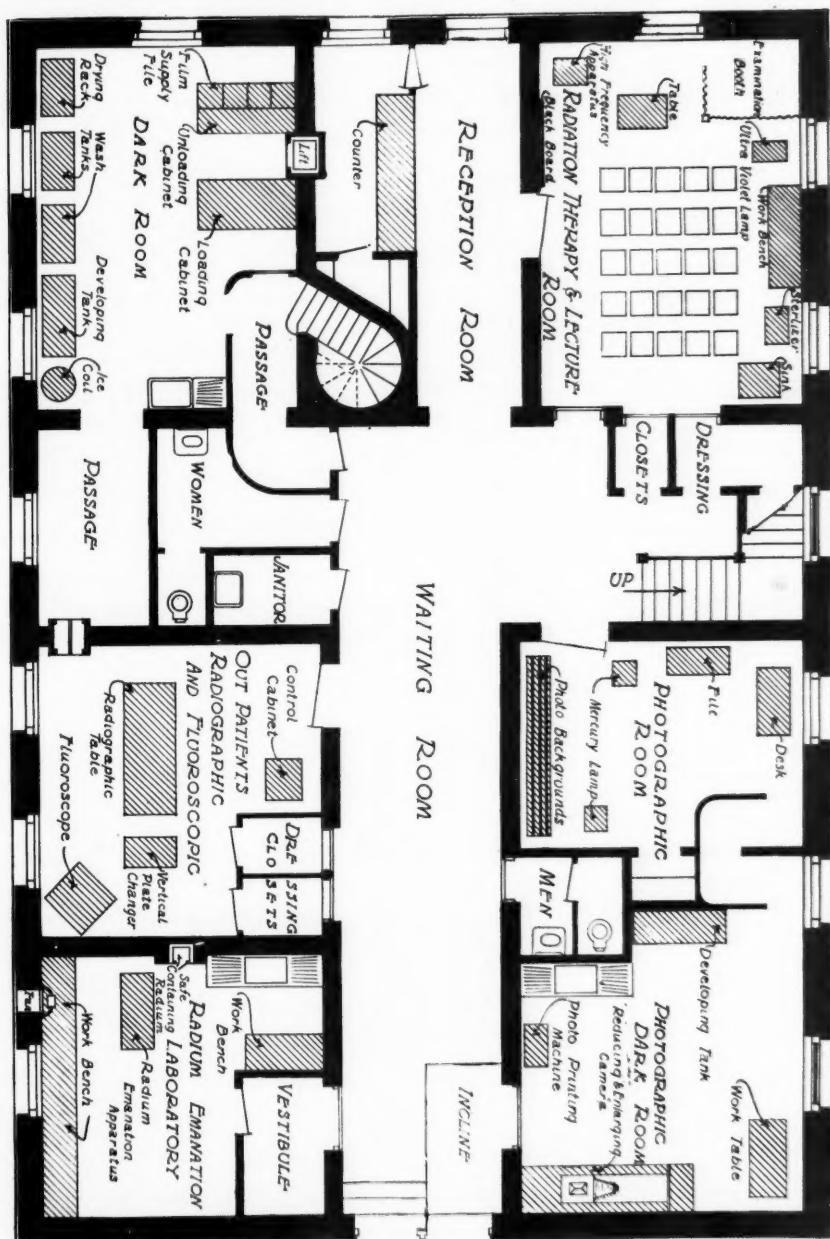 Examination
Booth
Ultra Violet Lamp
Work Bench
Sterilizer
Sink
Table
High Frequency
Apparatus
RADIATION THERAPY & LECTURE
ROOM
Black Board
DRESSING
CLOSETS
UP
Desk
File
PHOTOGRAPHIC
ROOM
Mercury Lamp
Photo Backgrounds
MEN
Developing Tank
Work Table
PHOTOGRAPHIC
DARK ROOM
Reducing & Enlarging
Camera
Photo Printing
Machine
RECEPTION ROOM
Counter
WAITING ROOM
INCLINE
Lift
Film
Supply
File
Unloading
Cabinet
Loading
Cabinet
DARK ROOM
Drying
Rack
Wash
Tanks
Developing
Tank
Ice
Coil
PASSAGE
PASSAGE
WOMEN
JANITOR
Control
Cabinet
OUT PATIENTS
RADIOGRAPHIC
AND FLUOROSCOPIC
Radiographic
Table
Fluoroscope
Vertical
Plate
Changer
DRESSING
CLOSETS
VESTIBULE
Work
Bench
RADIUM EMANATION
LABORATORY
Safe
Containing
Radium
Radium
Emanation
Apparatus
Work Bench
Fan